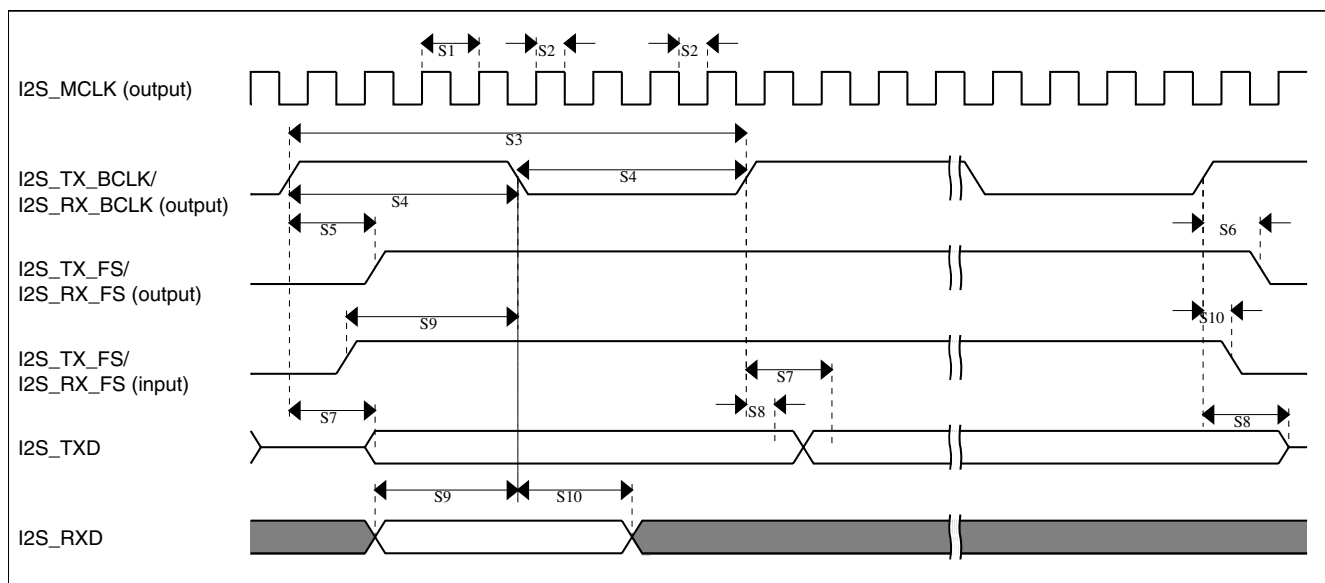 S1 S2 S2
I2S_MCLK (output)
S3
I2S_TX_BCLK/
I2S_RX_BCLK (output)
S4
S4
S5
S6
I2S_TX_FS/
I2S_RX_FS (output)
S9
S10
I2S_TX_FS/
I2S_RX_FS (input)
S7
S7
S8
S8
I2S_TXD
S9
S10
I2S_RXD